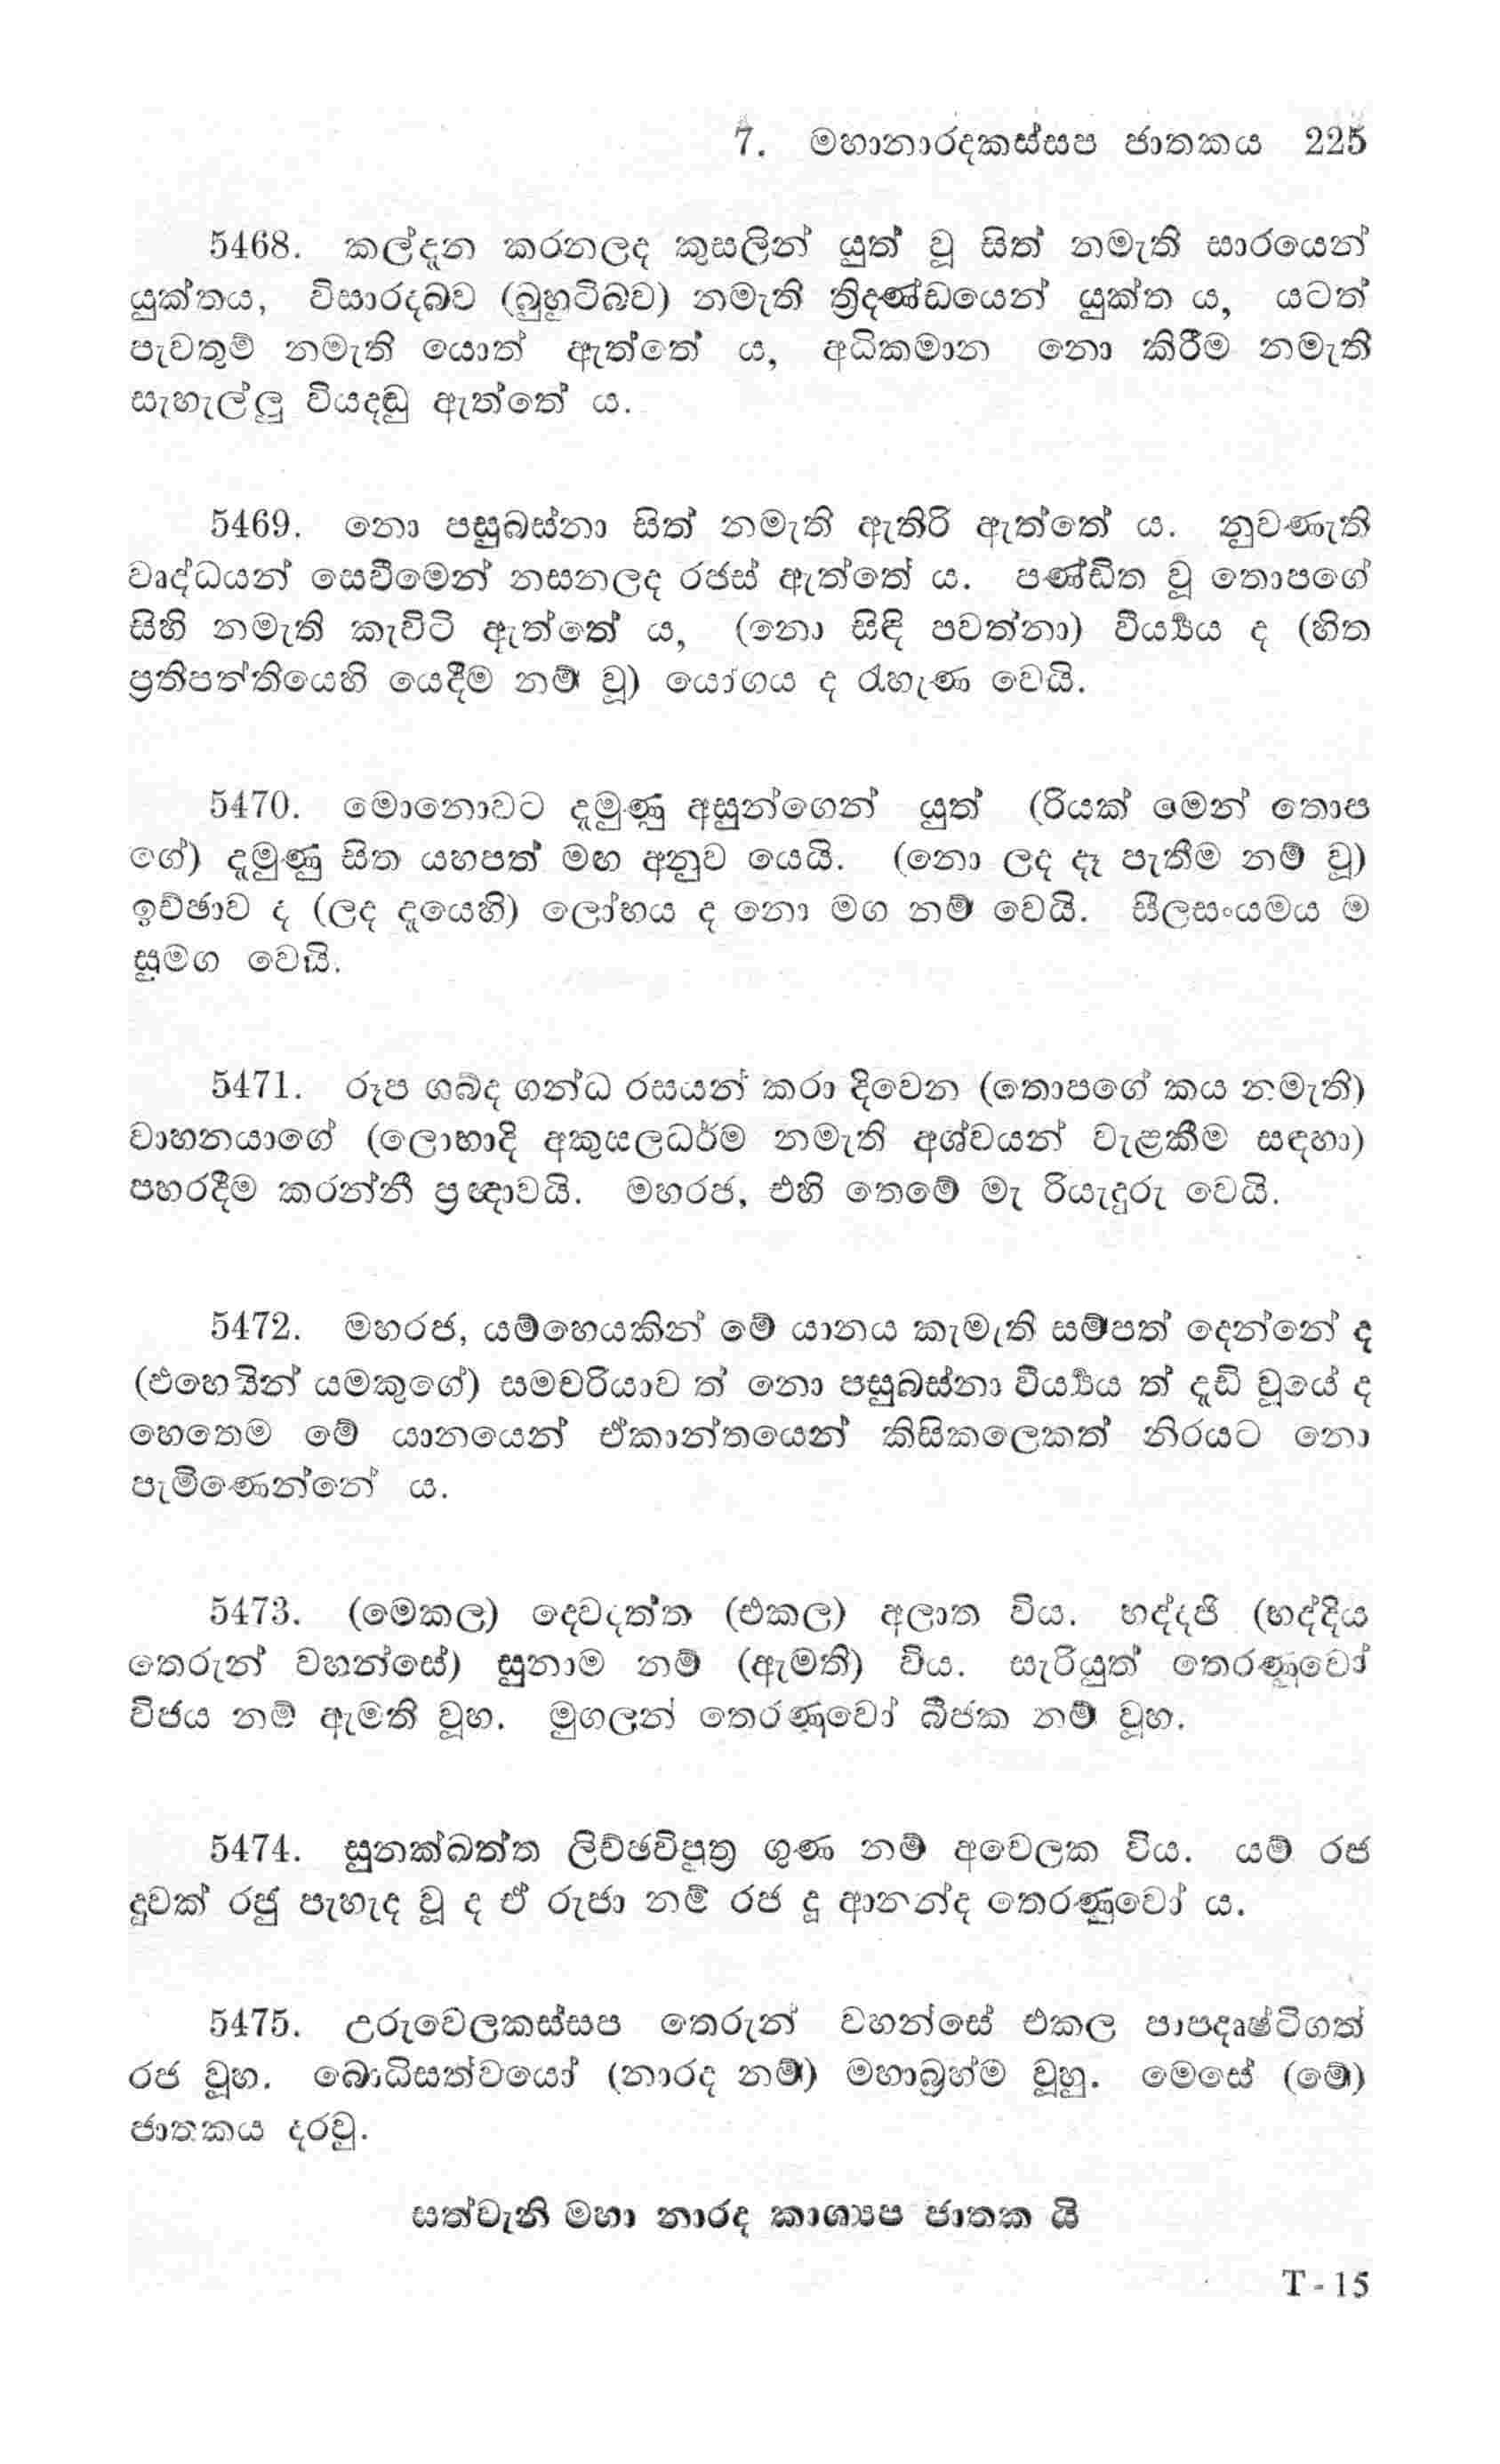 7. මහානාරදකස්සප ජාතකය 225
5468. කල්දැන කරනලද කුසලින් යුත් වූ සිත් නමැති සාරයෙන්
යුක්තය, විසාරදබව (බුහුටිබව) නමැති ත්‍රිදණ්ඩයෙන් යුක්ත ය, යටත්
පැවතුම් නමැති යොත් ඇත්තේ ය, අධිකමාන නො කිරීම නමැති
සැහැල්ලු වියදඬු ඇත්තේ ය.
5469. නො පසුබස්නා සිත් නමැති ඇතිරි ඇත්තේ ය. නුවණැති
වෘද්ධයන් සෙවීමෙන් නසනලද රජස් ඇත්තේ ය. පණ්ඩිත වූ තොපගේ
සිහි නමැති කැවිටි ඇත්තේ ය, (නො සිඳි පවත්නා) වීර්‍ය්‍යය ද (හිත
ප්‍රතිපත්තියෙහි යෙදීම නම් වූ) යෝගය ද රැහැණ වෙයි.
5470. මොනොවට දැමුණු අසුන්ගෙන් යුත් (රියක් මෙන් තොප
ගේ) දැමුණු සිත යහපත් මඟ අනුව යෙයි. (නො ලද දෑ පැතීම නම් වූ)
ඉච්ඡාව ද (ලද දැයෙහි) ලෝභය ද නො මග නම් වෙයි. සීලසංයමය ම
සුමග වෙයි.
5471. රූප ශබ්ද ගන්ධ රසයන් කරා දිවෙන (තොපගේ කය නමැති)
වාහනයාගේ (ලොභාදි අකුසලධර්ම නමැති අශ්වයන් වැළකීම සඳහා)
පහරදීම කරන්නී ප්‍රඥාවයි. මහරජ, එහි තෙමේ මැ රියැදුරු වෙයි.
5472. මහරජ, යම්හෙයකින් මේ යානය කැමැති සම්පත් දෙන්නේ ද
(එහෙයින් යමකුගේ) සමචරියාව ත් නො පසුබස්නා වීර්‍ය්‍යය ත් දැඩි වූයේ ද
හෙතෙම මේ යානයෙන් ඒකාන්තයෙන් කිසිකලෙකත් නිරයට නො
පැමිණෙන්නේ ය.
5473. (මෙකල) දෙවදත්ත (එකල) අලාත විය. භද්දජි (භද්දිය
තෙරුන් වහන්සේ) සුනාම නම් (ඇමති) විය. සැරියුත් තෙරණුවෝ
විජය නම් ඇමති වූහ. මුගලන් තෙරණුවෝ බීජක නම් වූහ.
5474. සුනක්ඛත්ත ලිච්ඡවිපුත්‍ර ගුණ නම් අචේලක විය. යම් රජ
දුවක් රජු පැහැද වූ ද ඒ රුජා නම් රජ දූ ආනන්ද තෙරණුවෝ ය.
5475. උරුවෙලකස්සප තෙරුන් වහන්සේ එකල පාපදෘෂ්ටිගත්
රජ වූහ. බොධිසත්වයෝ (නාරද නම්) මහාබ්‍රහ්ම වූහු. මෙසේ (මේ)
ජාතකය දරවු.
සත්වැනි මහා නාරද කාශ්‍යප ජාතක යි
T - 15